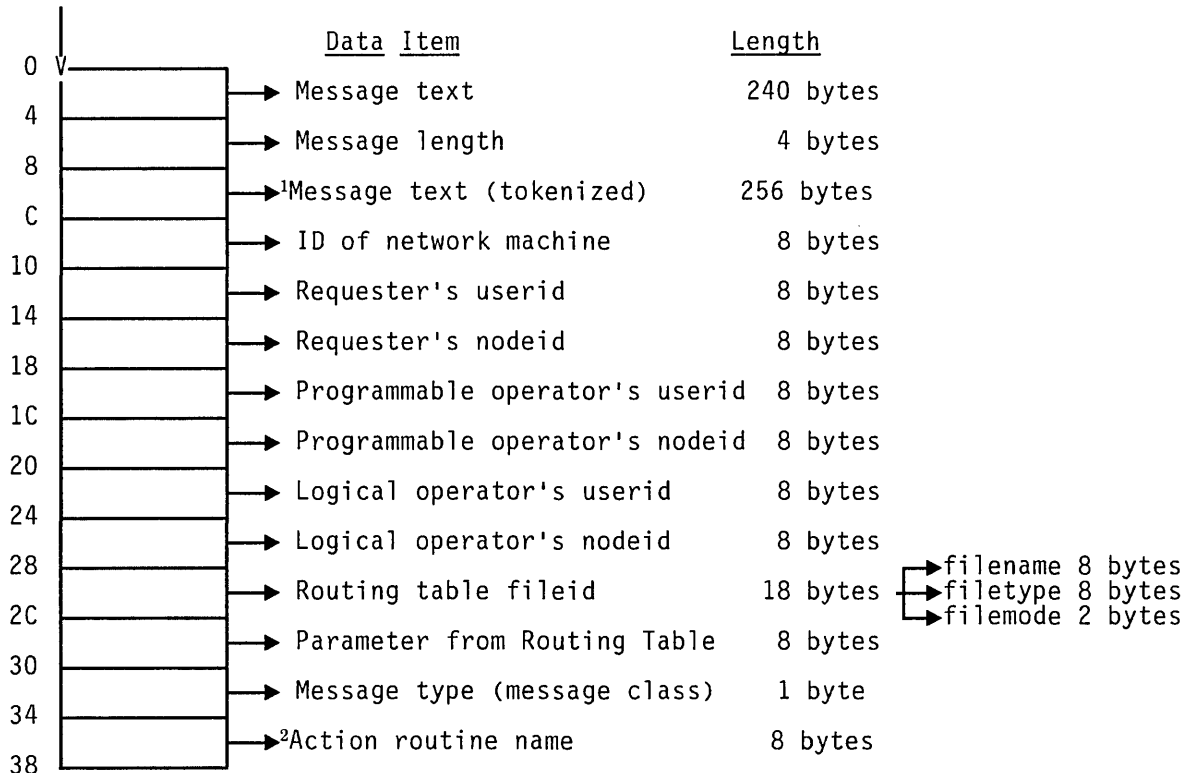 Data Item Length
0 V
Message text 240 bytes
4
Message length 4 bytes
8
¹Message text (tokenized) 256 bytes
C
ID of network machine 8 bytes
10
Requester's userid 8 bytes
14
Requester's nodeid 8 bytes
18
Programmable operator's userid 8 bytes
1C
Programmable operator's nodeid 8 bytes
20
Logical operator's userid 8 bytes
24
Logical operator's nodeid 8 bytes
28
filename 8 bytes
Routing table fileid 18 bytes filetype 8 bytes
2C
filemode 2 bytes
Parameter from Routing Table 8 bytes
30
Message type (message class) 1 byte
34
²Action routine name 8 bytes
38